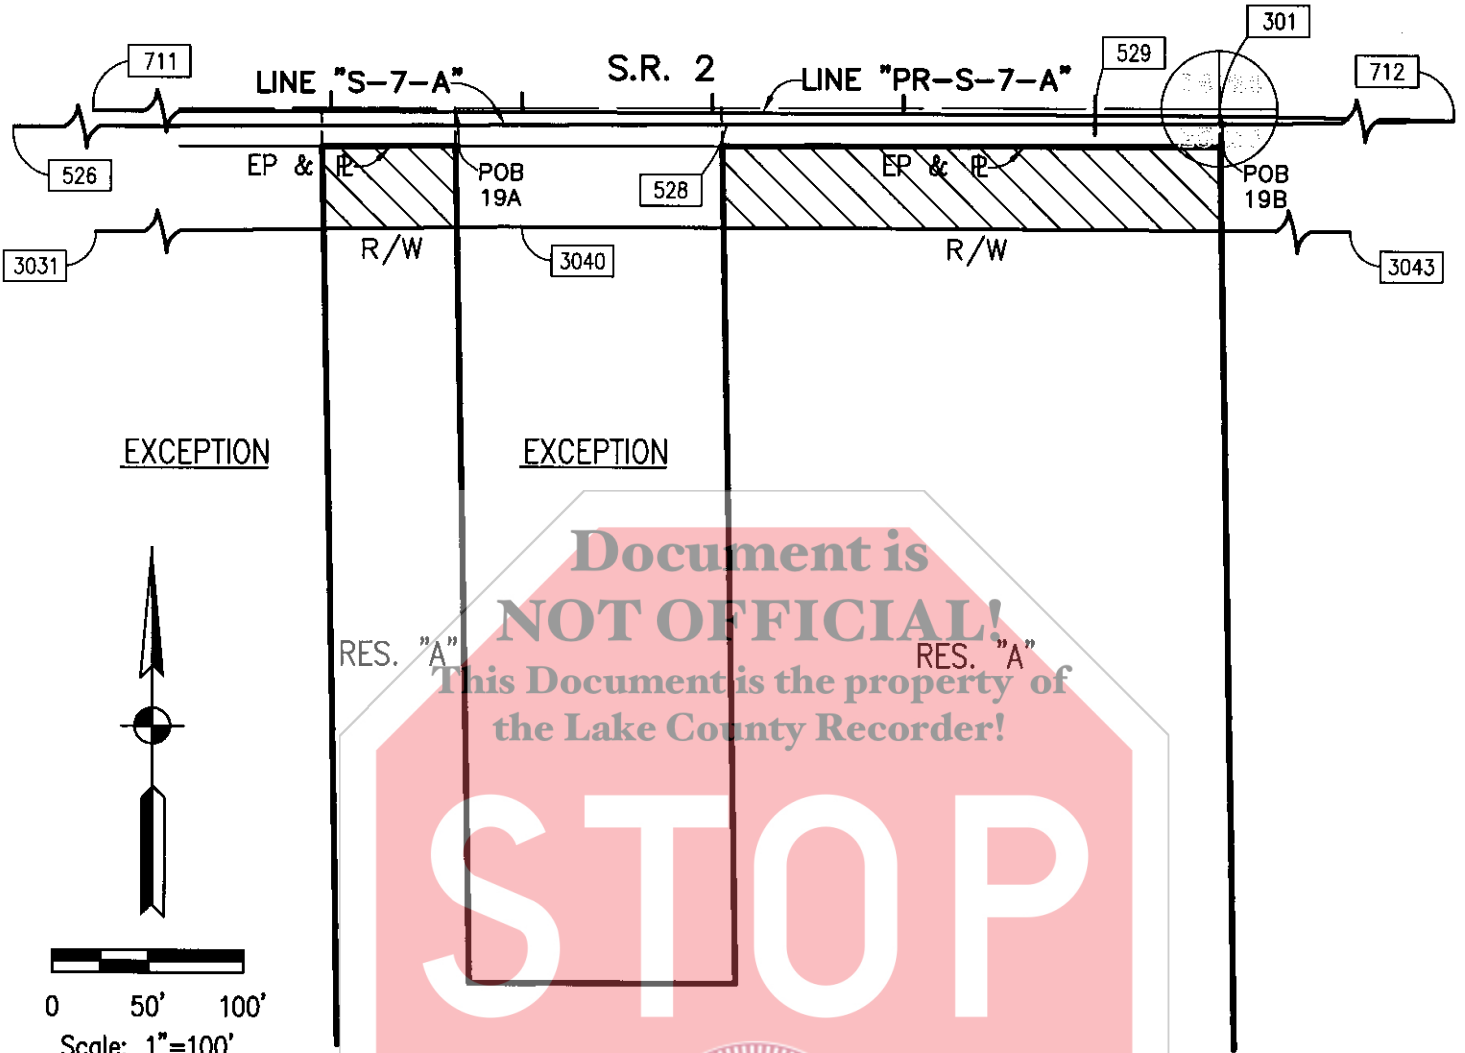 301
711
S.R. 2
529
712
LINE "S-7-A"
LINE "PR-S-7-A"
526
EP & PL
POB
19A
528
EP & PL
POB
19B
R/W
R/W
3031
3040
3043
EXCEPTION
EXCEPTION
Document is
NOT OFFICIAL!
RES. "A"
RES. "A"
This Document is the property of
the Lake County Recorder!
STOP
0 50' 100'
Scale: 1"=100'